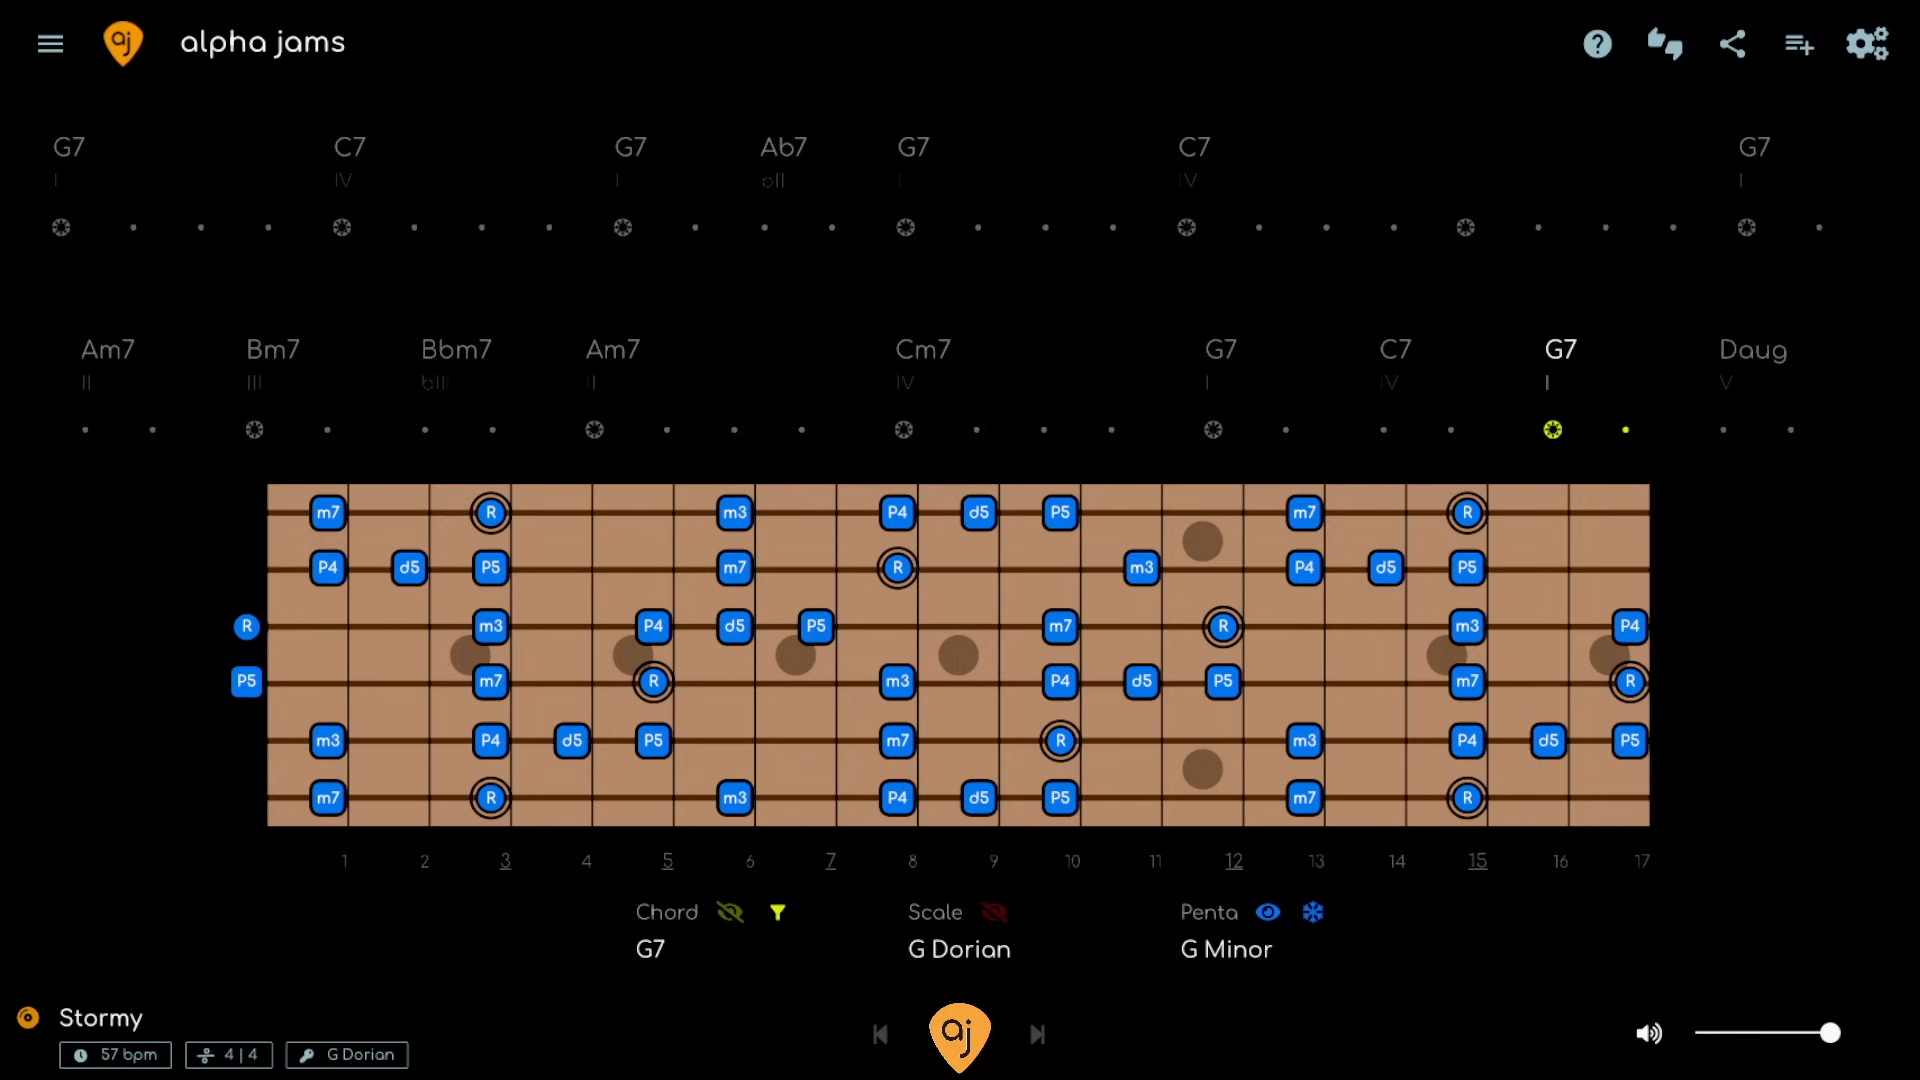 aj alpha jams
G7 C7 G7 Ab7 G7 C7 G7
I IV I bII I IV I
Am7 Bm7 Bbm7 Am7 Cm7 G7 C7 G7 Daug
II III bIII II IV I IV I V
m7 R m3 P4 d5 P5 m7 R
P4 d5 P5 m7 R m3 P4 d5 P5
R m3 P4 d5 P5 m7 R m3 P4
P5 m7 R m3 P4 d5 P5 m7 R
m3 P4 d5 P5 m7 R m3 P4 d5 P5
m7 R m3 P4 d5 P5 m7 R
1 2 3 4 5 6 7 8 9 10 11 12 13 14 15 16 17
Chord Scale Penta
G7 G Dorian G Minor
Stormy
57 bpm 4 | 4 G Dorian
aj